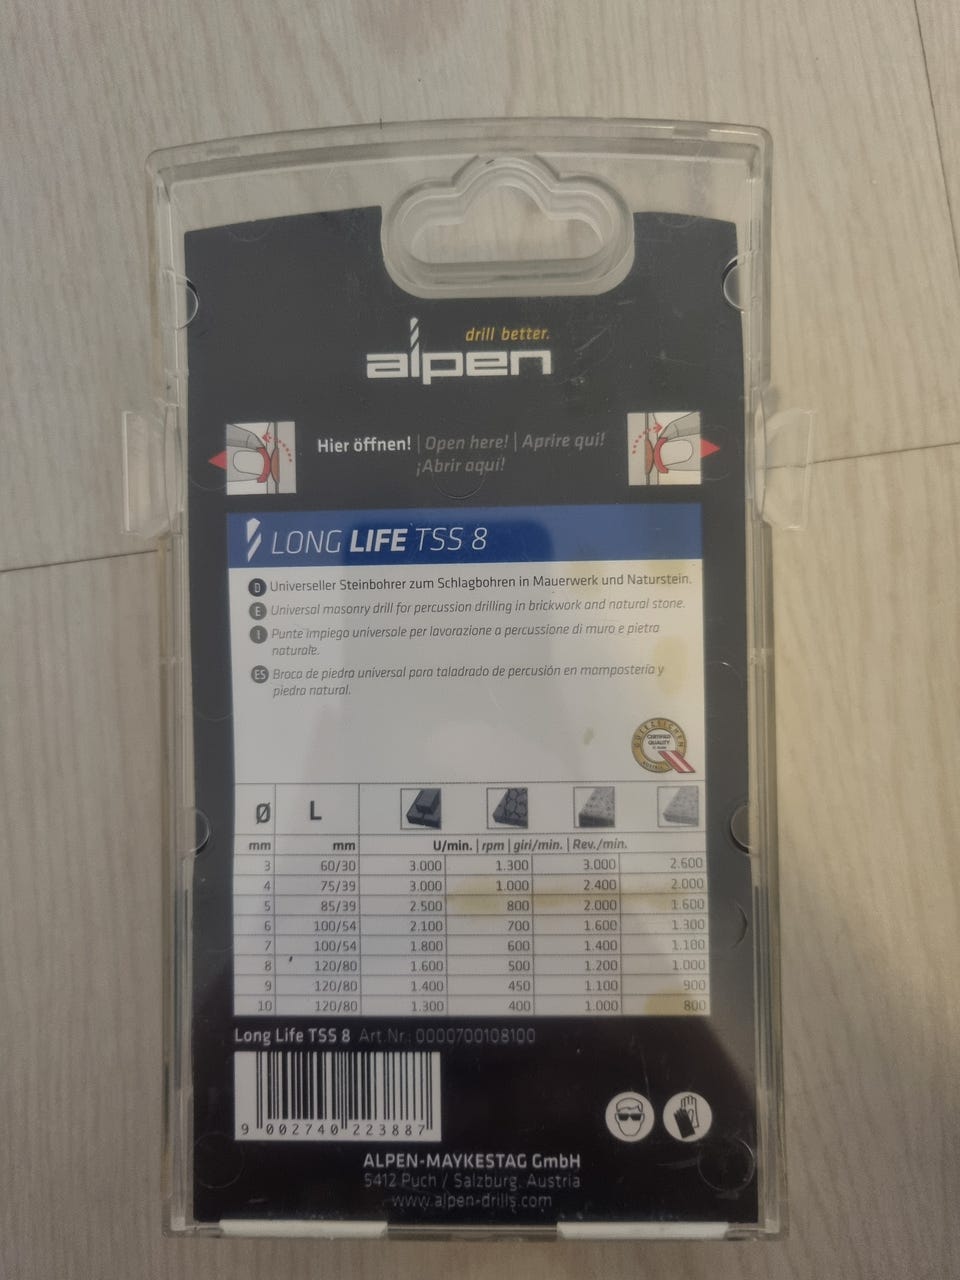 drill better.
alpen
Hier öffnen! | Open here! | Aprire qui!
¡Abrir aquí!
LONG LIFE TSS 8
D Universeller Steinbohrer zum Schlagbohren in Mauerwerk und Naturstein.
E Universal masonry drill for percussion drilling in brickwork and natural stone.
I Punte impiego universale per lavorazione a percussione di muro e pietra
naturale.
ES Broca de piedra universal para taladrado de percusión en mampostería y
piedra natural.
GÜTEZEICHEN
CERTIFIED
QUALITY
Ø L
mm mm U/min. | rpm | giri/min. | Rev./min.
3 60/30 3.000 1.300 3.000 2.600
4 75/39 3.000 1.000 2.400 2.000
5 85/39 2.500 800 2.000 1.600
6 100/54 2.100 700 1.600 1.300
7 100/54 1.800 600 1.400 1.100
8 120/80 1.600 500 1.200 1.000
9 120/80 1.400 450 1.100 900
10 120/80 1.300 400 1.000 800
Long Life TSS 8 Art.Nr.: 0000700108100
9 002740 223887
ALPEN-MAYKESTAG GmbH
5412 Puch / Salzburg, Austria
www.alpen-drills.com